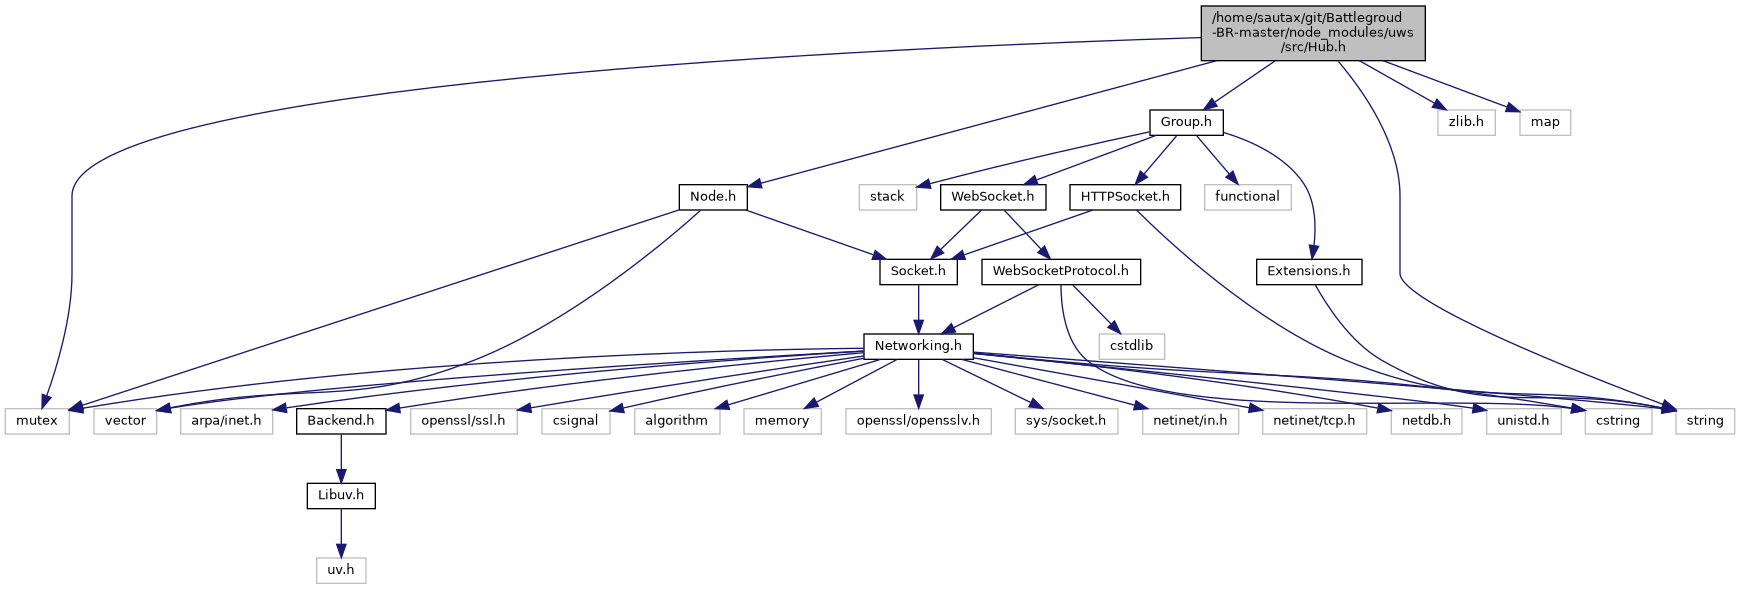 /home/sautax/git/Battlegroud
-BR-master/node_modules/uws
/src/Hub.h
Group.h
zlib.h
map
Node.h
stack
WebSocket.h
HTTPSocket.h
functional
Socket.h
WebSocketProtocol.h
Extensions.h
Networking.h
cstdlib
mutex
vector
arpa/inet.h
Backend.h
openssl/ssl.h
csignal
algorithm
memory
openssl/opensslv.h
sys/socket.h
netinet/in.h
netinet/tcp.h
netdb.h
unistd.h
cstring
string
Libuv.h
uv.h